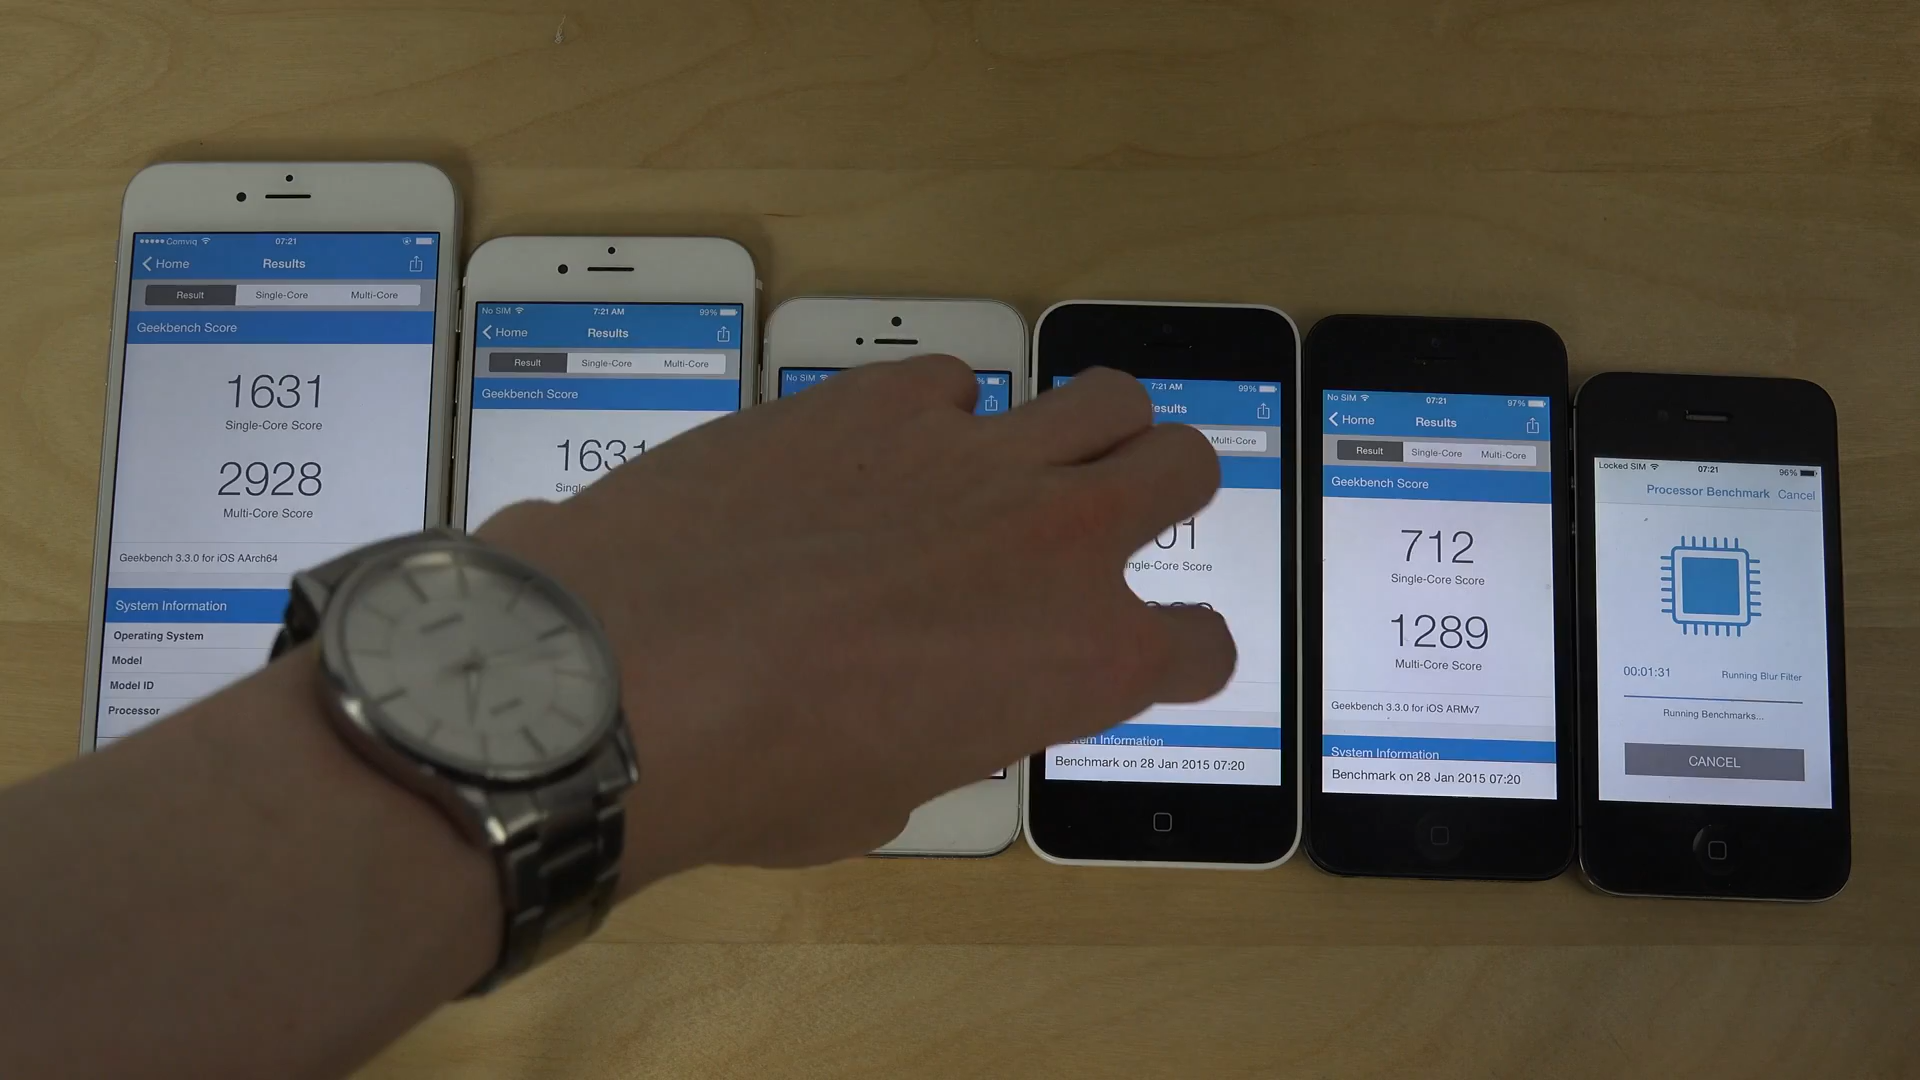 Comviq 07:21
Home Results
Result Single-Core Multi-Core
Geekbench Score
1631
Single-Core Score
2928
Multi-Core Score
Geekbench 3.3.0 for iOS AArch64
System Information
Operating System
Model
Model ID
Processor
No SIM 7:21 AM 99%
Home Results
Result Single-Core Multi-Core
Geekbench Score
1631
No SIM
7:21 AM 99%
Multi-Core
Benchmark on 28 Jan 2015 07:20
No SIM 07:21 97%
Home Results
Result Single-Core Multi-Core
Geekbench Score
712
Single-Core Score
1289
Multi-Core Score
Geekbench 3.3.0 for iOS ARMv7
System Information
Benchmark on 28 Jan 2015 07:20
Locked SIM 07:21 96%
Processor Benchmark Cancel
00:01:31 Running Blur Filter
Running Benchmarks...
CANCEL